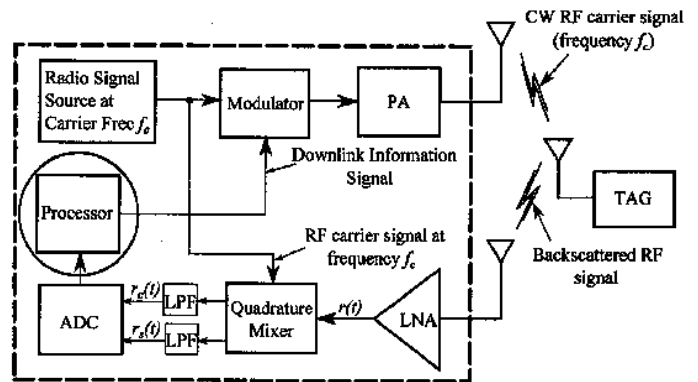 CW RF carrier signal
(frequency fc)
Radio Signal
Source at
Carrier Freq fc
Modulator
PA
Downlink Information
Signal
Processor
TAG
RF carrier signal at
frequency fc
Backscattered RF
signal
ADC
rc(t)
LPF
rs(t)
LPF
Quadrature
Mixer
r(t)
LNA